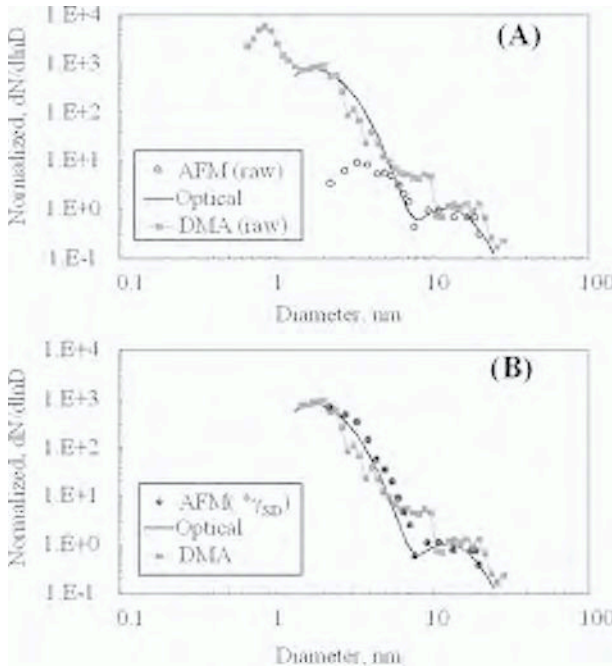 (A)
Normalized, dN/dlnD
1.E+4
1.E+3
1.E+2
1.E+1
1.E+0
1.E-1
AFM (raw)
Optical
DMA (raw)
0.1 1 10 100
Diameter, nm
(B)
Normalized, dN/dlnD
1.E+4
1.E+3
1.E+2
1.E+1
1.E+0
1.E-1
AFM(
Optical
DMA
0.1 1 10 100
Diameter, nm